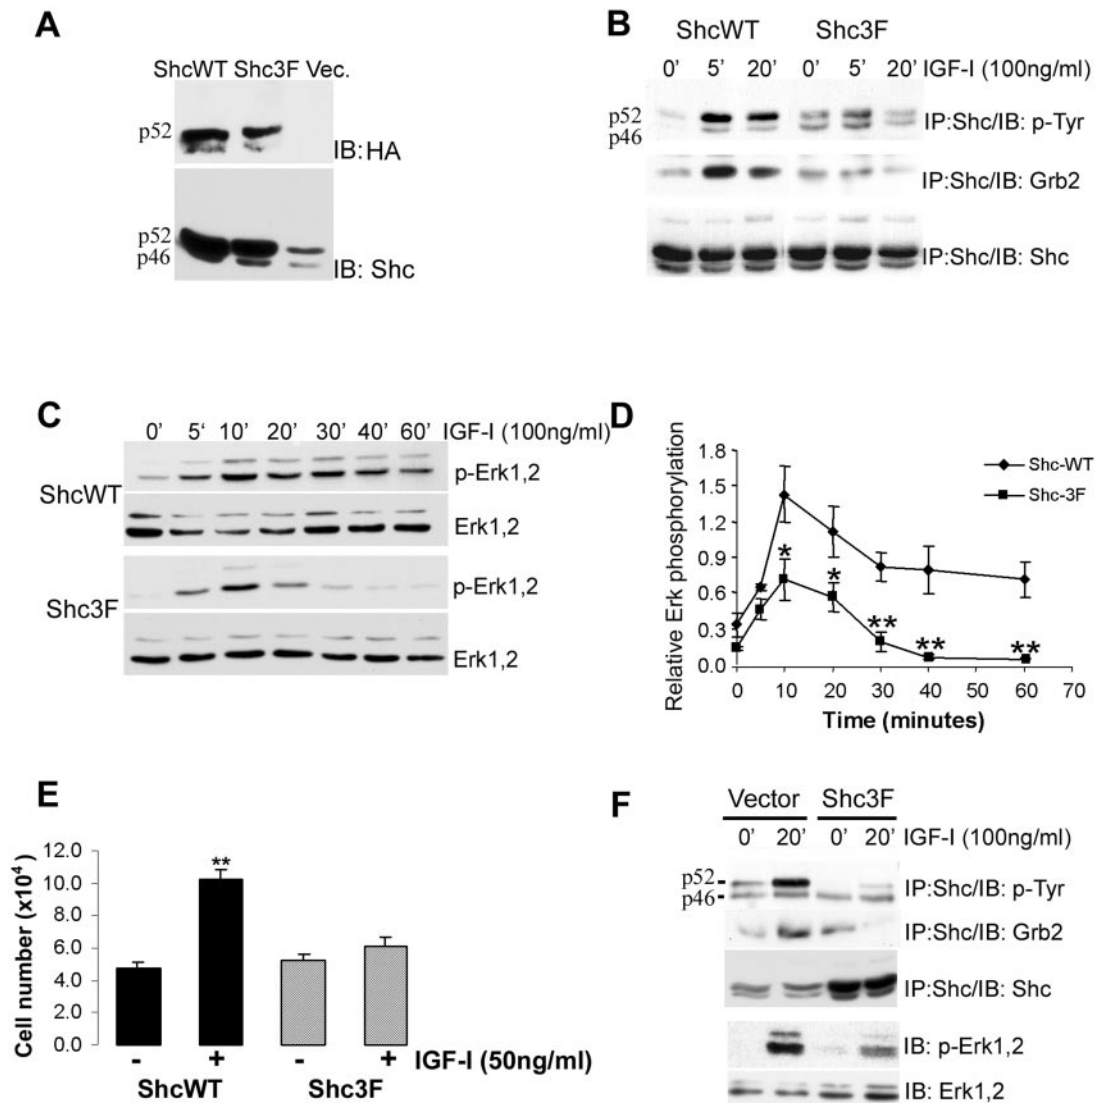 A
ShcWT Shc3F Vec.
p52
IB: HA
p52
p46
IB: Shc
B
ShcWT Shc3F
0' 5' 20' 0' 5' 20' IGF-I (100ng/ml)
p52
p46
IP:Shc/IB: p-Tyr
IP:Shc/IB: Grb2
IP:Shc/IB: Shc
C
0' 5' 10' 20' 30' 40' 60' IGF-I (100ng/ml)
ShcWT
p-Erk1,2
Erk1,2
Shc3F
p-Erk1,2
Erk1,2
D
Relative Erk phosphorylation
1.8
1.5
1.2
0.9
0.6
0.3
0.0
Shc-WT
Shc-3F
*
*
**
**
**
0 10 20 30 40 50 60 70
Time (minutes)
E
Cell number (x10⁴)
12.0
10.0
8.0
6.0
4.0
2.0
0.0
**
- + - + IGF-I (50ng/ml)
ShcWT Shc3F
F
Vector Shc3F
0' 20' 0' 20' IGF-I (100ng/ml)
p52
p46
IP:Shc/IB: p-Tyr
IP:Shc/IB: Grb2
IP:Shc/IB: Shc
IB: p-Erk1,2
IB: Erk1,2